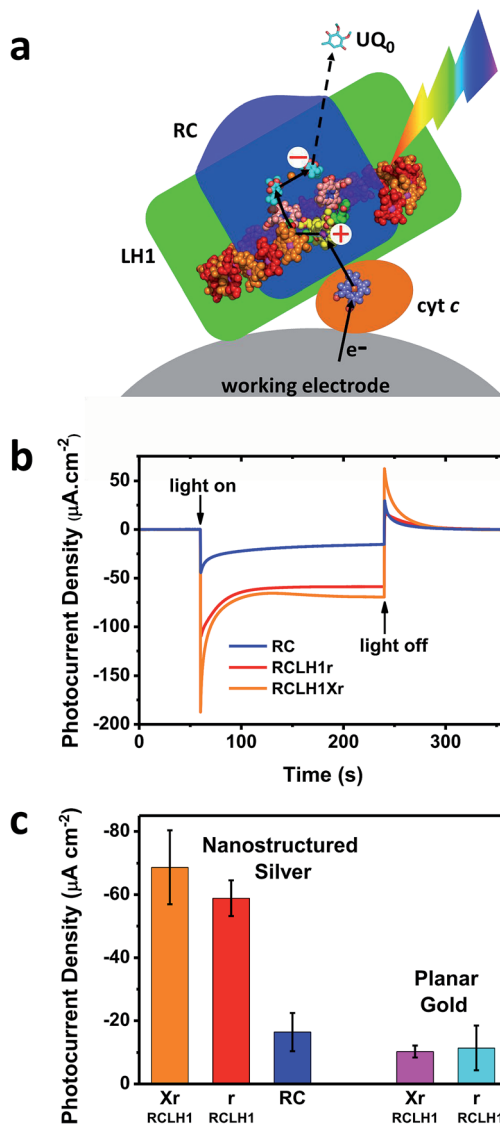 a
UQ₀
RC
LH1
cyt c
e-
working electrode
b
50
0
-50
-100
-150
-200
Photocurrent Density (µA.cm⁻²)
light on
RC
RCLH1r
RCLH1Xr
light off
0
100
200
300
Time (s)
c
-80
-60
-40
-20
0
Photocurrent Density (µA cm⁻²)
Nanostructured
Silver
Planar
Gold
Xr r RC Xr r
RCLH1 RCLH1 RCLH1 RCLH1